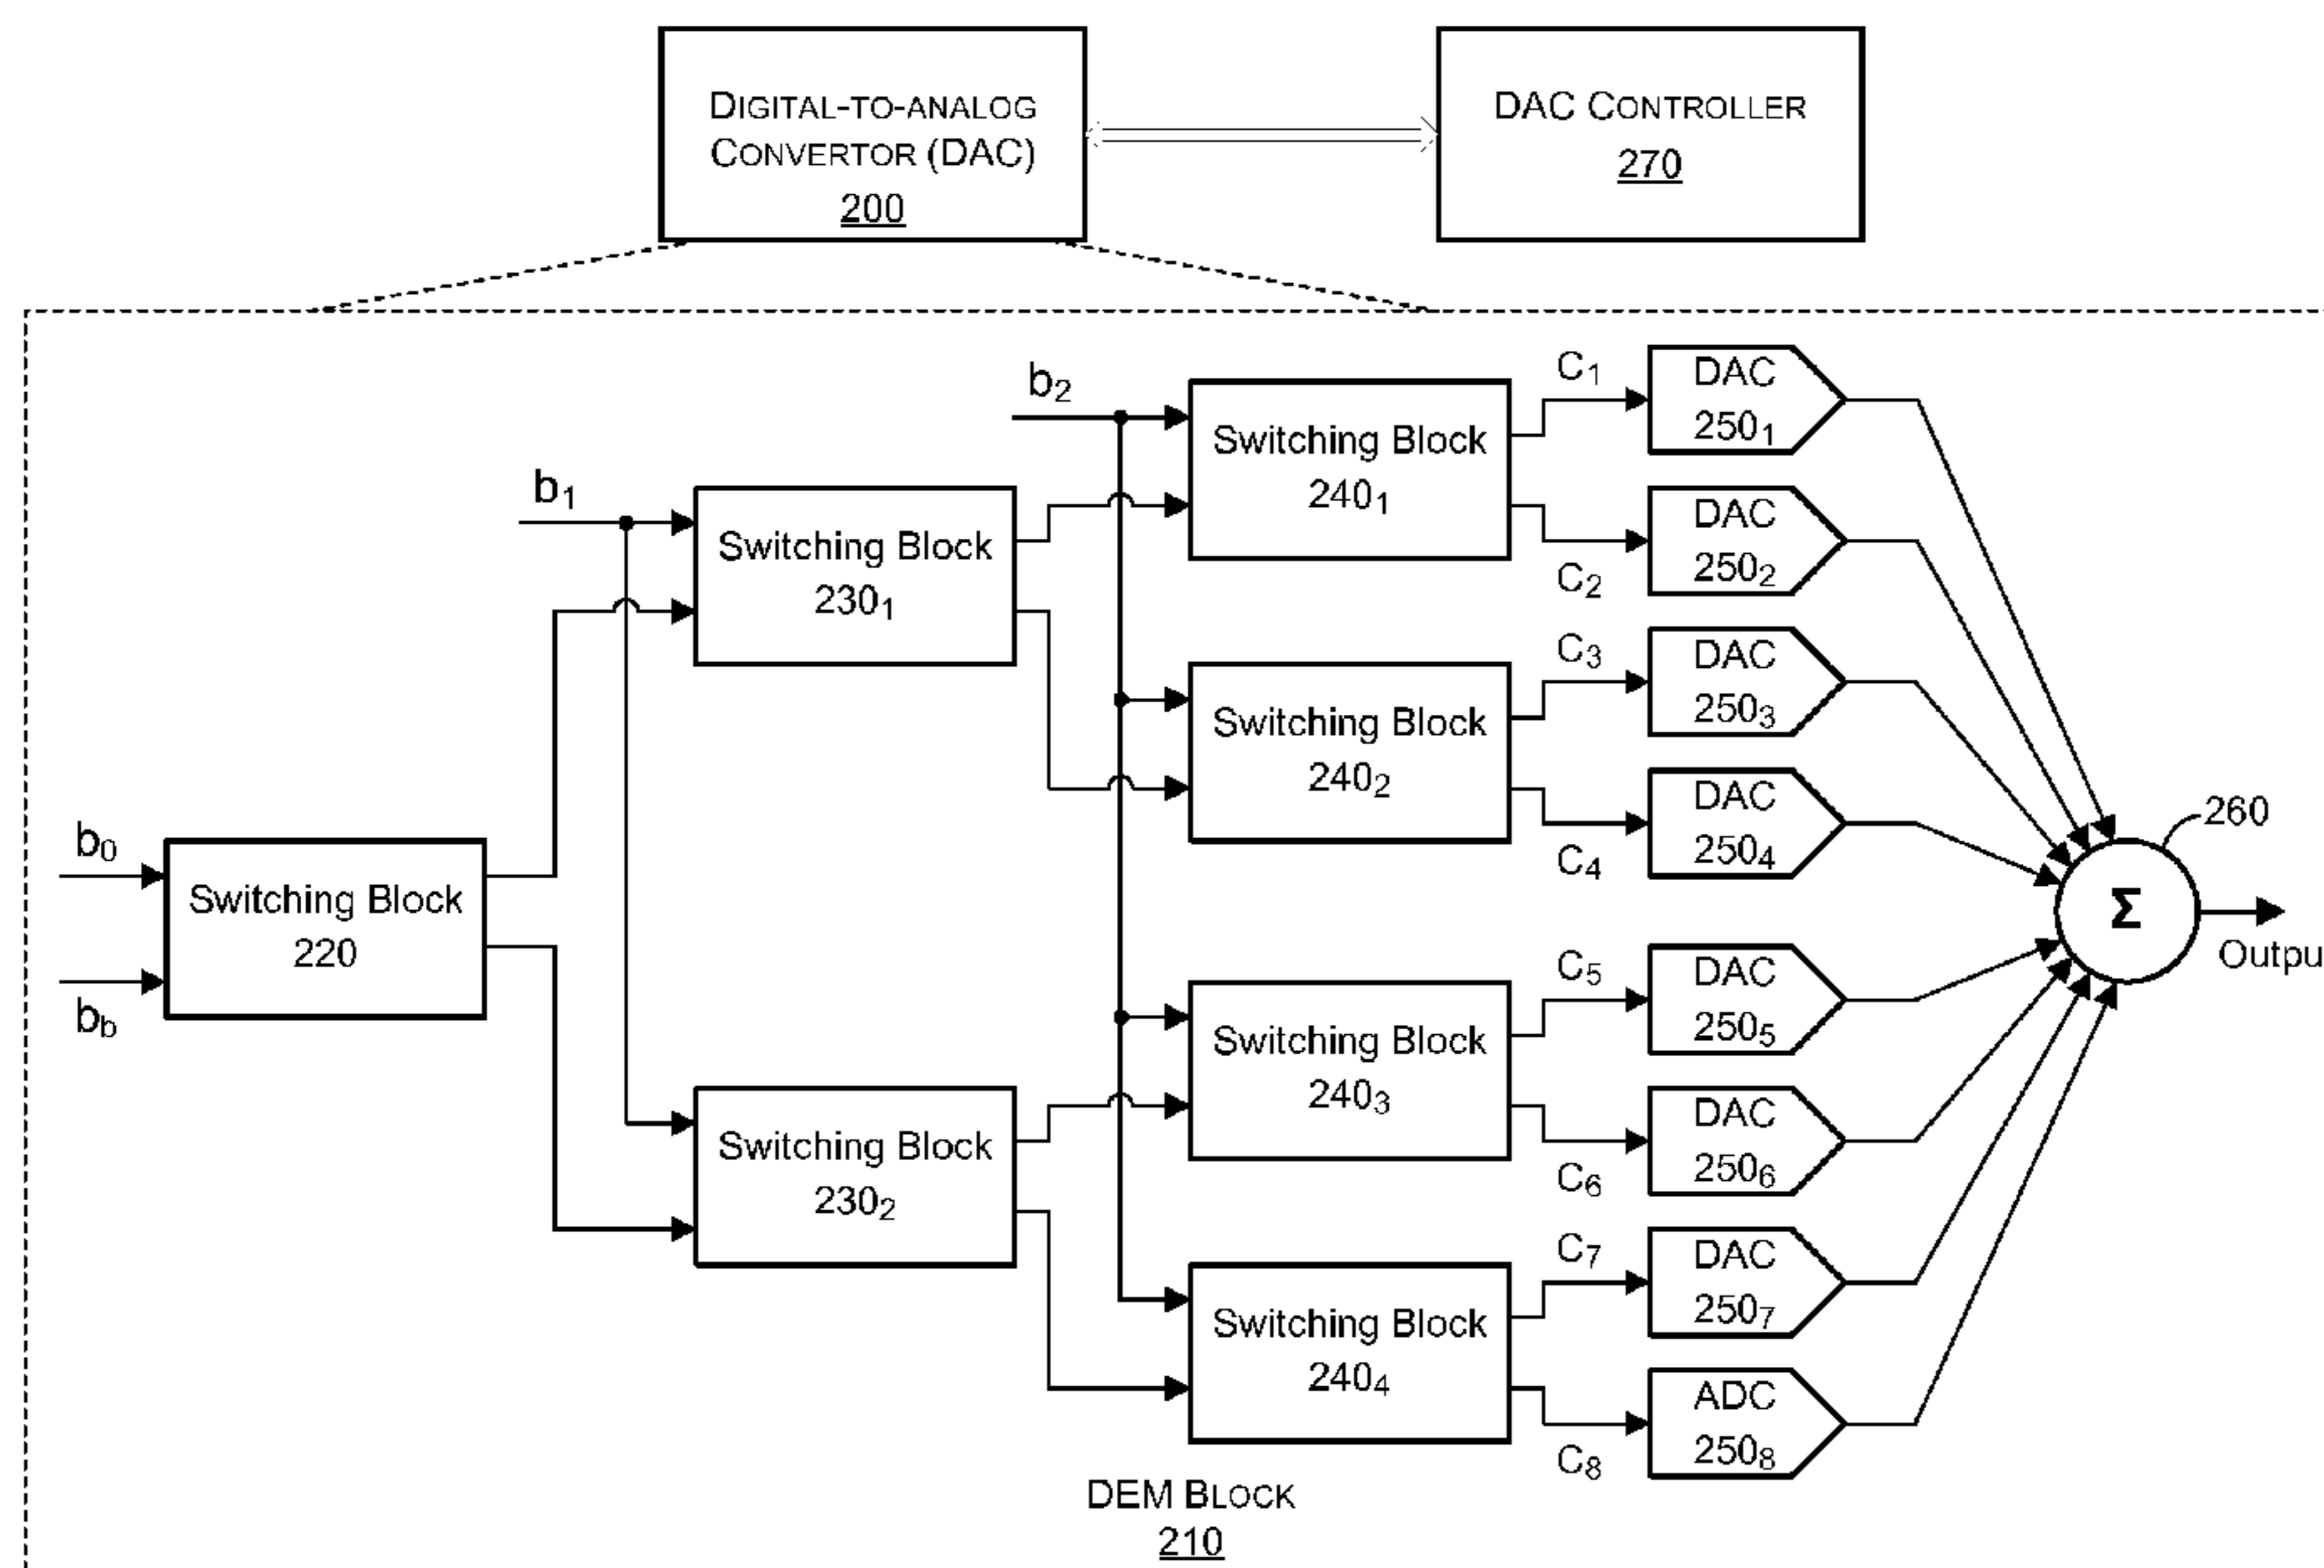 DIGITAL-TO-ANALOG
CONVERTOR (DAC)
200
DAC CONTROLLER
270
b0
bb
Switching Block
220
b1
Switching Block
2301
Switching Block
2302
b2
Switching Block
2401
Switching Block
2402
Switching Block
2403
Switching Block
2404
C1
DAC
2501
C2
DAC
2502
C3
DAC
2503
C4
DAC
2504
C5
DAC
2505
C6
DAC
2506
C7
DAC
2507
C8
ADC
2508
260
Σ
Outpu
DEM BLOCK
210